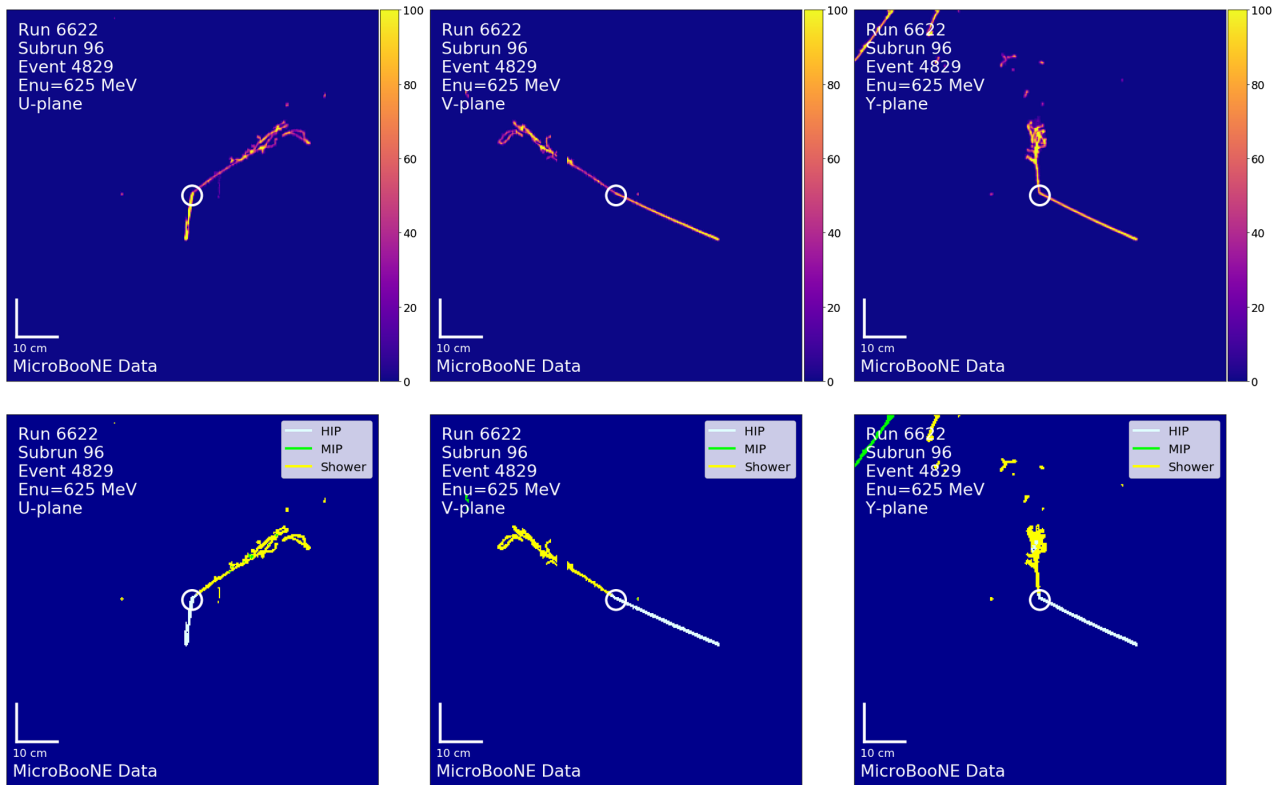 Run 6622
Subrun 96
Event 4829
Enu=625 MeV
U-plane
10 cm
MicroBooNE Data
100
80
60
40
20
0
Run 6622
Subrun 96
Event 4829
Enu=625 MeV
V-plane
10 cm
MicroBooNE Data
100
80
60
40
20
0
Run 6622
Subrun 96
Event 4829
Enu=625 MeV
Y-plane
10 cm
MicroBooNE Data
100
80
60
40
20
0
Run 6622
Subrun 96
Event 4829
Enu=625 MeV
U-plane
HIP
MIP
Shower
10 cm
MicroBooNE Data
Run 6622
Subrun 96
Event 4829
Enu=625 MeV
V-plane
HIP
MIP
Shower
10 cm
MicroBooNE Data
Run 6622
Subrun 96
Event 4829
Enu=625 MeV
Y-plane
HIP
MIP
Shower
10 cm
MicroBooNE Data